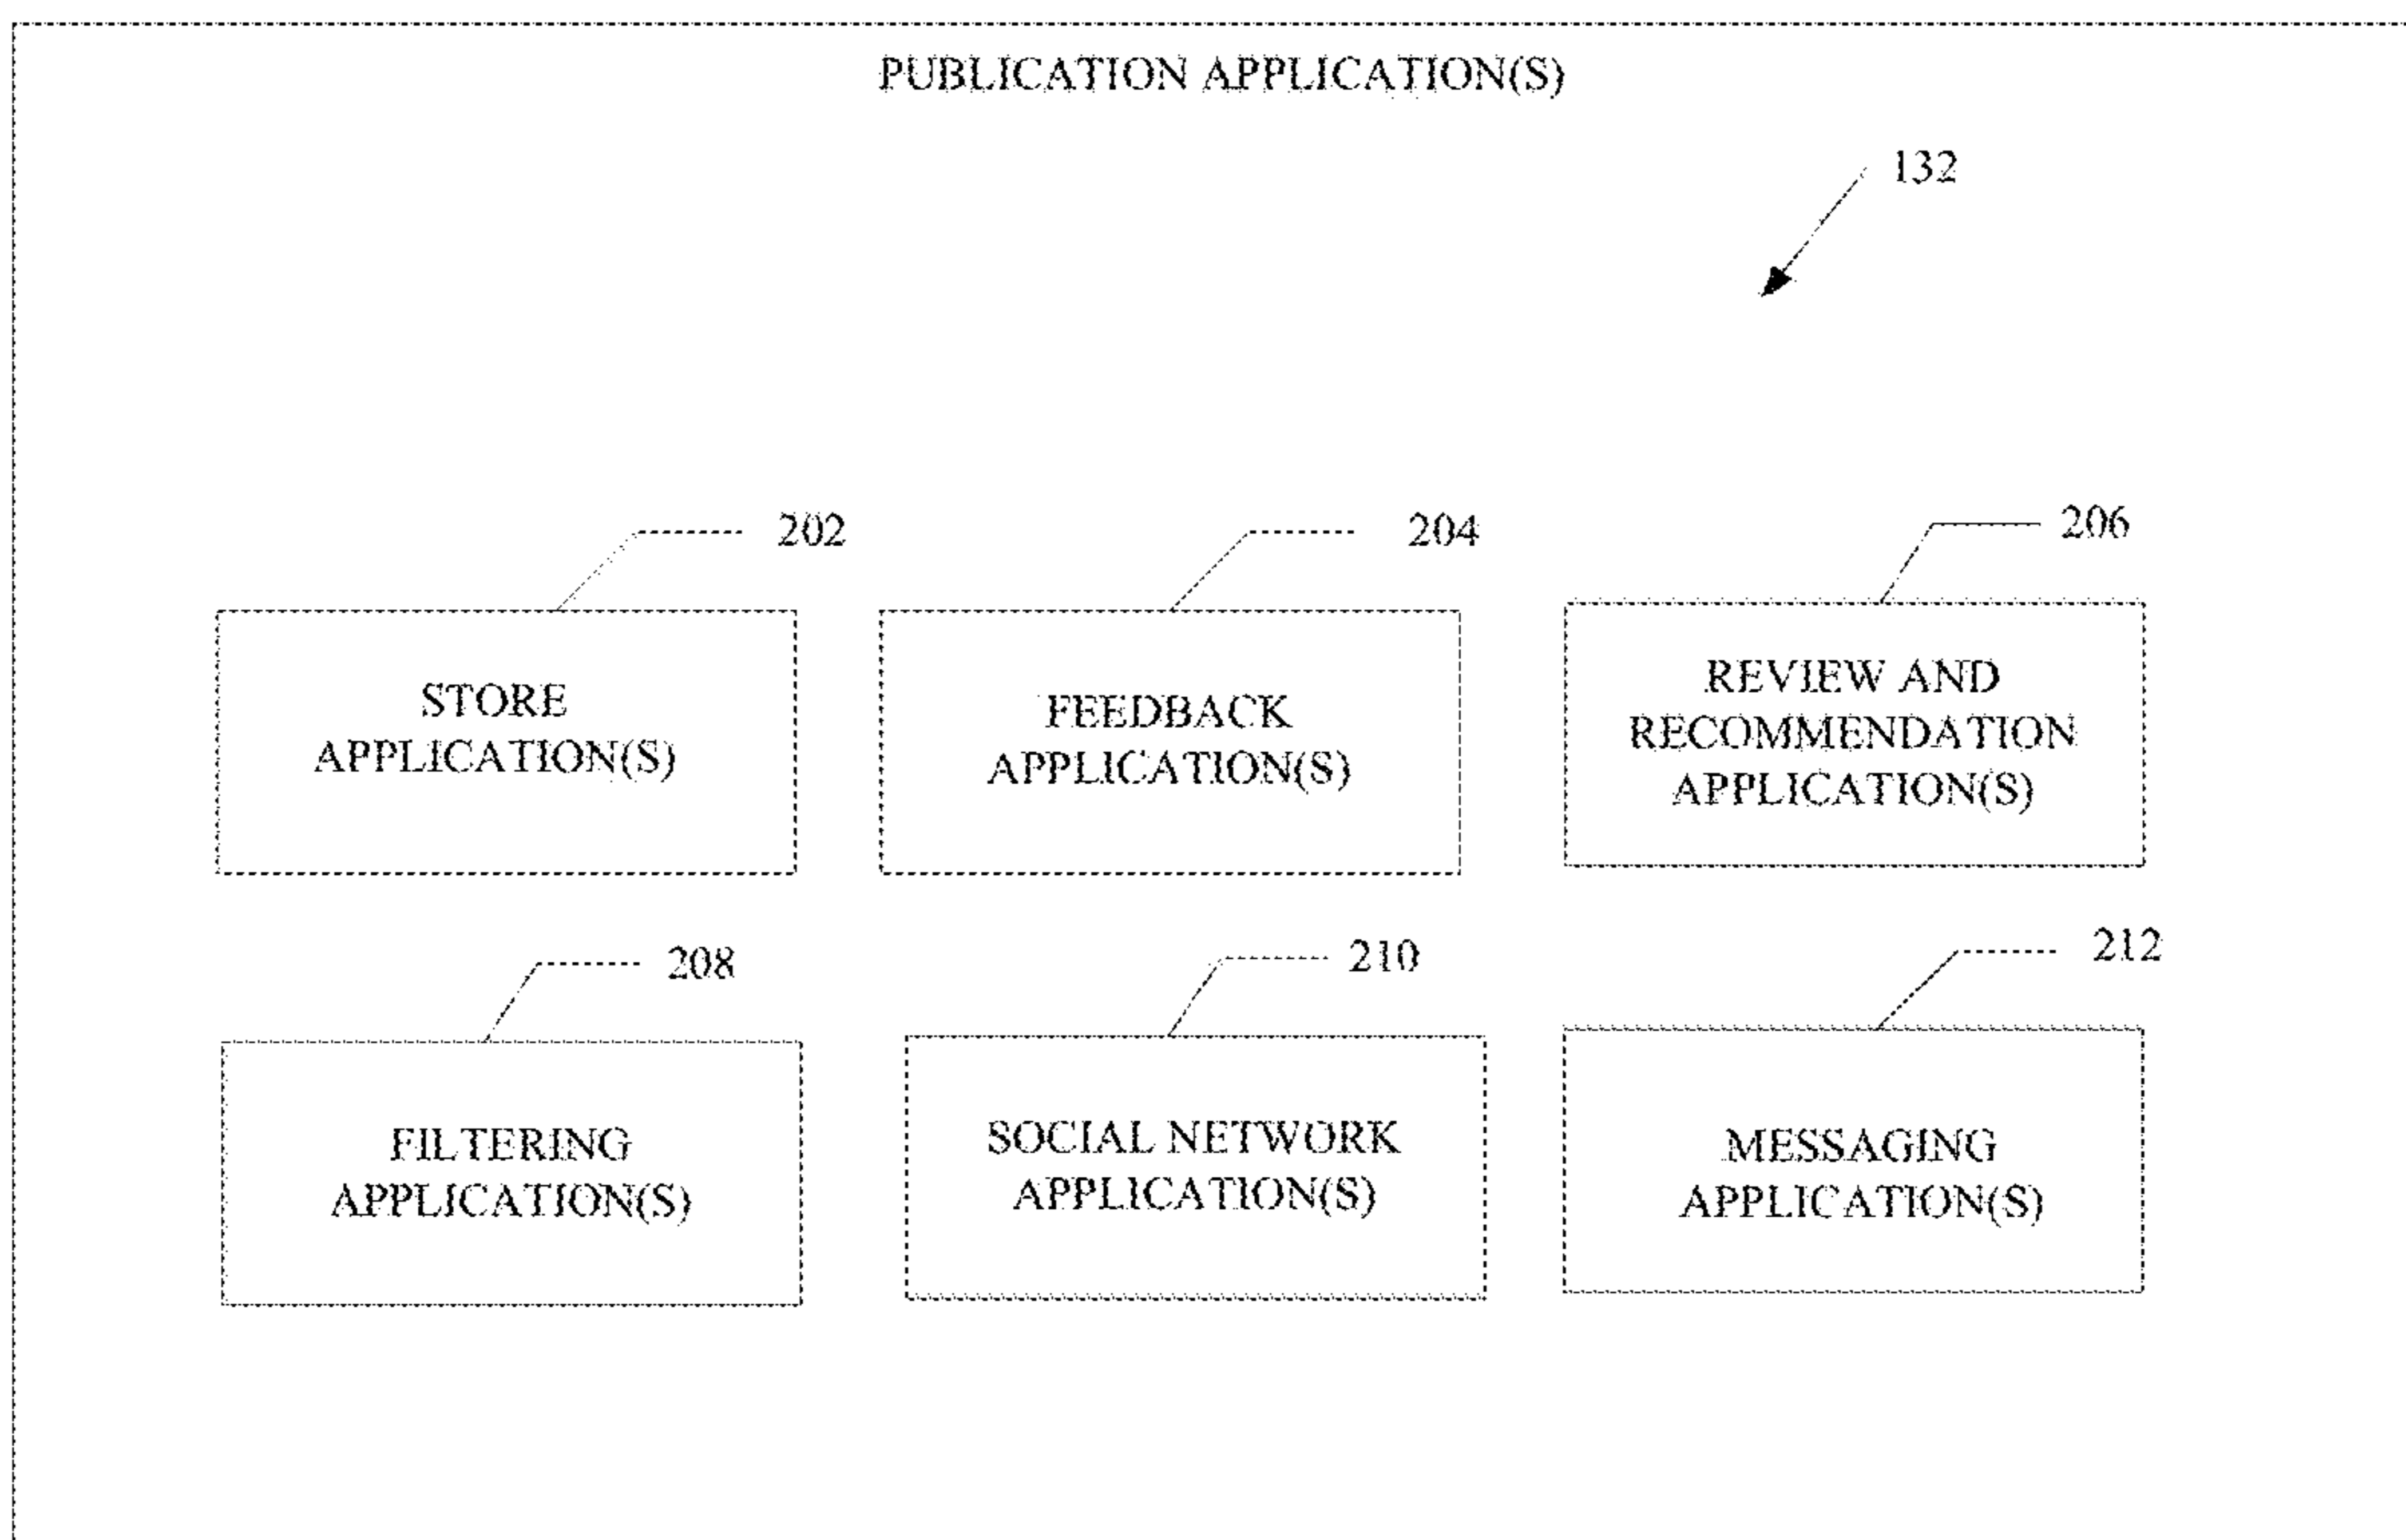 PUBLICATION APPLICATION(S)
132
202
204
206
STORE
APPLICATION(S)
FEEDBACK
APPLICATION(S)
REVIEW AND
RECOMMENDATION
APPLICATION(S)
208
210
212
FILTERING
APPLICATION(S)
SOCIAL NETWORK
APPLICATION(S)
MESSAGING
APPLICATION(S)